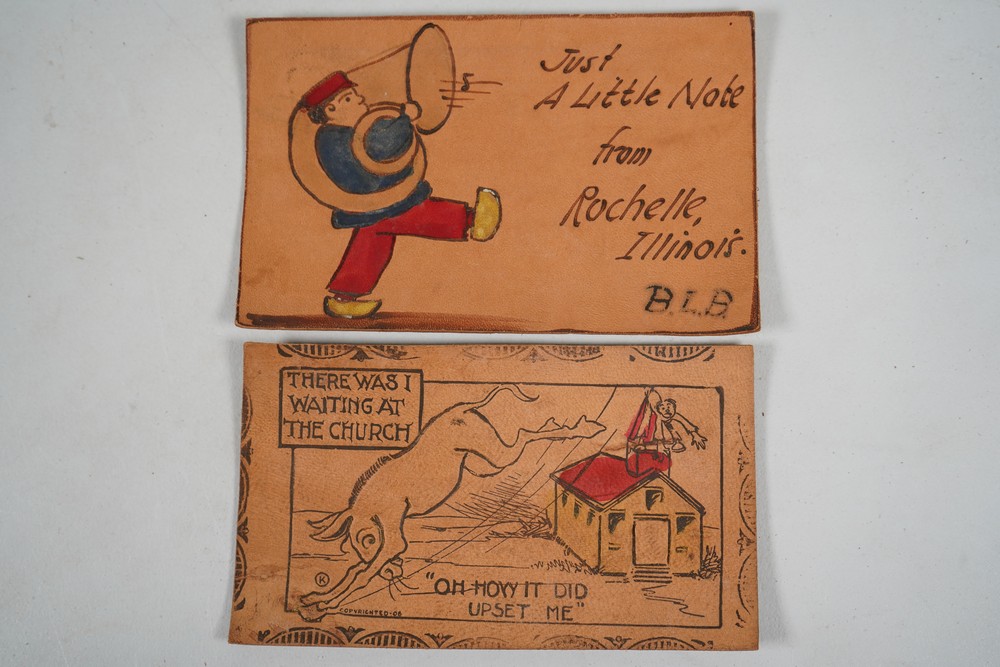 Just
A Little Note
from
Rochelle,
Illinois.
B.L.B.
THERE WAS I
WAITING AT
THE CHURCH
"OH HOW IT DID
UPSET ME"
K
COPYRIGHTED-06